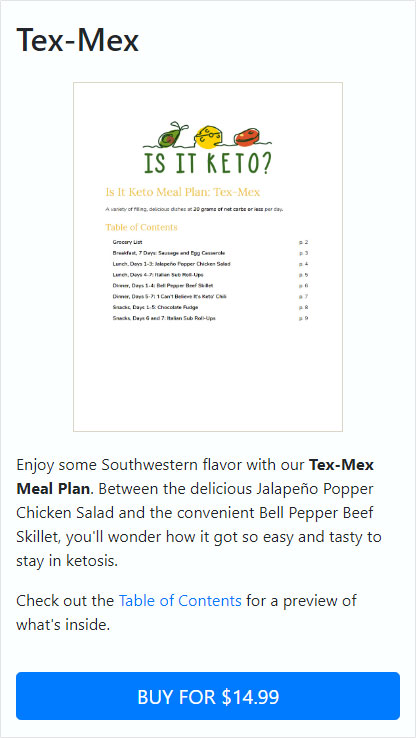 Tex-Mex
IS IT KETO?
Is It Keto Meal Plan: Tex-Mex
A variety of filling, delicious dishes at 20 grams of net carbs or less per day.
Table of Contents
Grocery List p. 2
Breakfast, 7 Days: Sausage and Egg Casserole p. 3
Lunch, Days 1-3: Jalapeño Popper Chicken Salad p. 4
Lunch, Days 4-7: Italian Sub Roll-Ups p. 5
Dinner, Days 1-4: Bell Pepper Beef Skillet p. 6
Dinner, Days 5-7: 'I Can't Believe It's Keto' Chili p. 7
Snacks, Days 1-5: Chocolate Fudge p. 8
Snacks, Days 6 and 7: Italian Sub Roll-Ups p. 9
Enjoy some Southwestern flavor with our Tex-Mex
Meal Plan. Between the delicious Jalapeño Popper
Chicken Salad and the convenient Bell Pepper Beef
Skillet, you'll wonder how it got so easy and tasty to
stay in ketosis.
Check out the Table of Contents for a preview of
what's inside.
BUY FOR $14.99